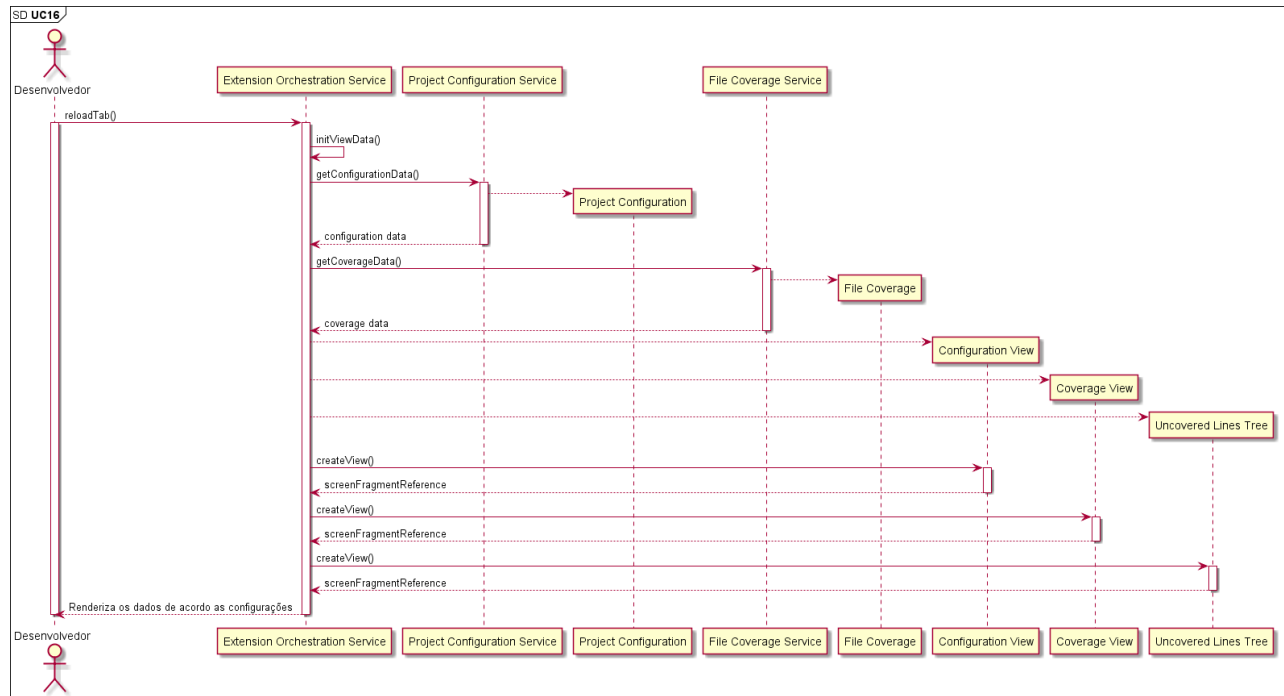 SD UC16
Desenvolvedor
Extension Orchestration Service
Project Configuration Service
File Coverage Service
reloadTab()
initViewData()
getConfigurationData()
Project Configuration
configuration data
getCoverageData()
File Coverage
coverage data
Configuration View
Coverage View
Uncovered Lines Tree
createView()
screenFragmentReference
createView()
screenFragmentReference
createView()
screenFragmentReference
Renderiza os dados de acordo as configurações
Desenvolvedor
Extension Orchestration Service
Project Configuration Service
Project Configuration
File Coverage Service
File Coverage
Configuration View
Coverage View
Uncovered Lines Tree